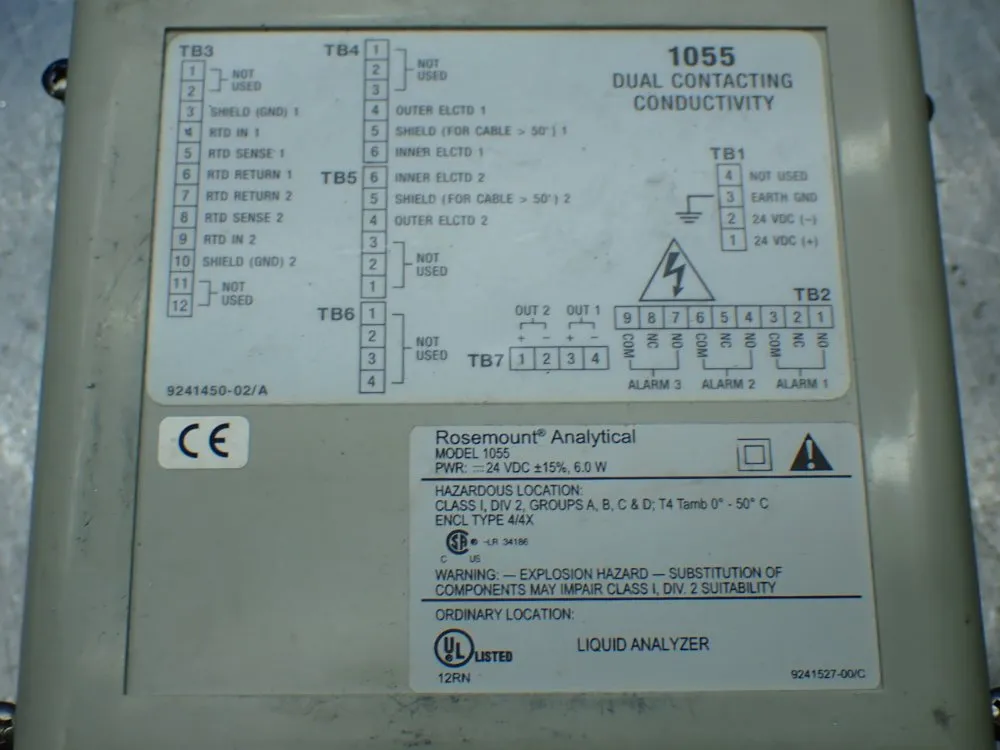 1055
DUAL CONTACTING
CONDUCTIVITY
TB3
1
2
NOT
USED
3 SHIELD (GND) 1
4 RTD IN 1
5 RTD SENSE 1
6 RTD RETURN 1
7 RTD RETURN 2
8 RTD SENSE 2
9 RTD IN 2
10 SHIELD (GND) 2
11
12
NOT
USED
TB4
1
2
3
NOT
USED
4 OUTER ELCTD 1
5 SHIELD (FOR CABLE > 50') 1
6 INNER ELCTD 1
TB5
6 INNER ELCTD 2
5 SHIELD (FOR CABLE > 50') 2
4 OUTER ELCTD 2
3
2
1
NOT
USED
TB6
1
2
3
4
NOT
USED
TB1
4 NOT USED
3 EARTH GND
2 24 VDC (–)
1 24 VDC (+)
OUT 2 OUT 1
+ – + –
TB7 1 2 3 4
TB2
9 8 7 6 5 4 3 2 1
COM NC NO COM NC NO COM NC NO
ALARM 3 ALARM 2 ALARM 1
9241450-02/A
CE
Rosemount® Analytical
MODEL 1055
PWR: ⎓ 24 VDC ±15%, 6.0 W
HAZARDOUS LOCATION:
CLASS I, DIV 2, GROUPS A, B, C & D; T4 Tamb 0° - 50° C
ENCL TYPE 4/4X
SA ® -LR 34186
C US
WARNING: — EXPLOSION HAZARD — SUBSTITUTION OF
COMPONENTS MAY IMPAIR CLASS I, DIV. 2 SUITABILITY
ORDINARY LOCATION:
UL ® LISTED
12RN
LIQUID ANALYZER
9241527-00/C